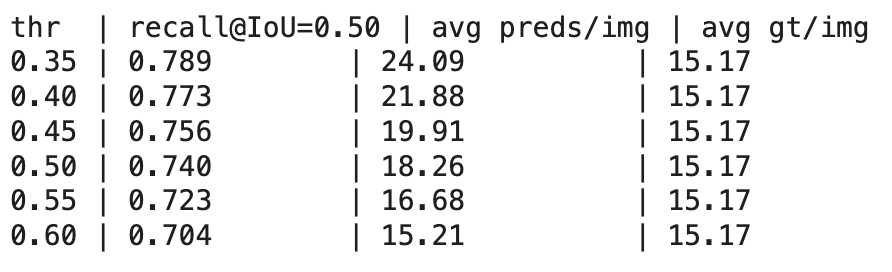 thr  | recall@IoU=0.50 | avg preds/img | avg gt/img
0.35 | 0.789         | 24.09         | 15.17
0.40 | 0.773         | 21.88         | 15.17
0.45 | 0.756         | 19.91         | 15.17
0.50 | 0.740         | 18.26         | 15.17
0.55 | 0.723         | 16.68         | 15.17
0.60 | 0.704         | 15.21         | 15.17